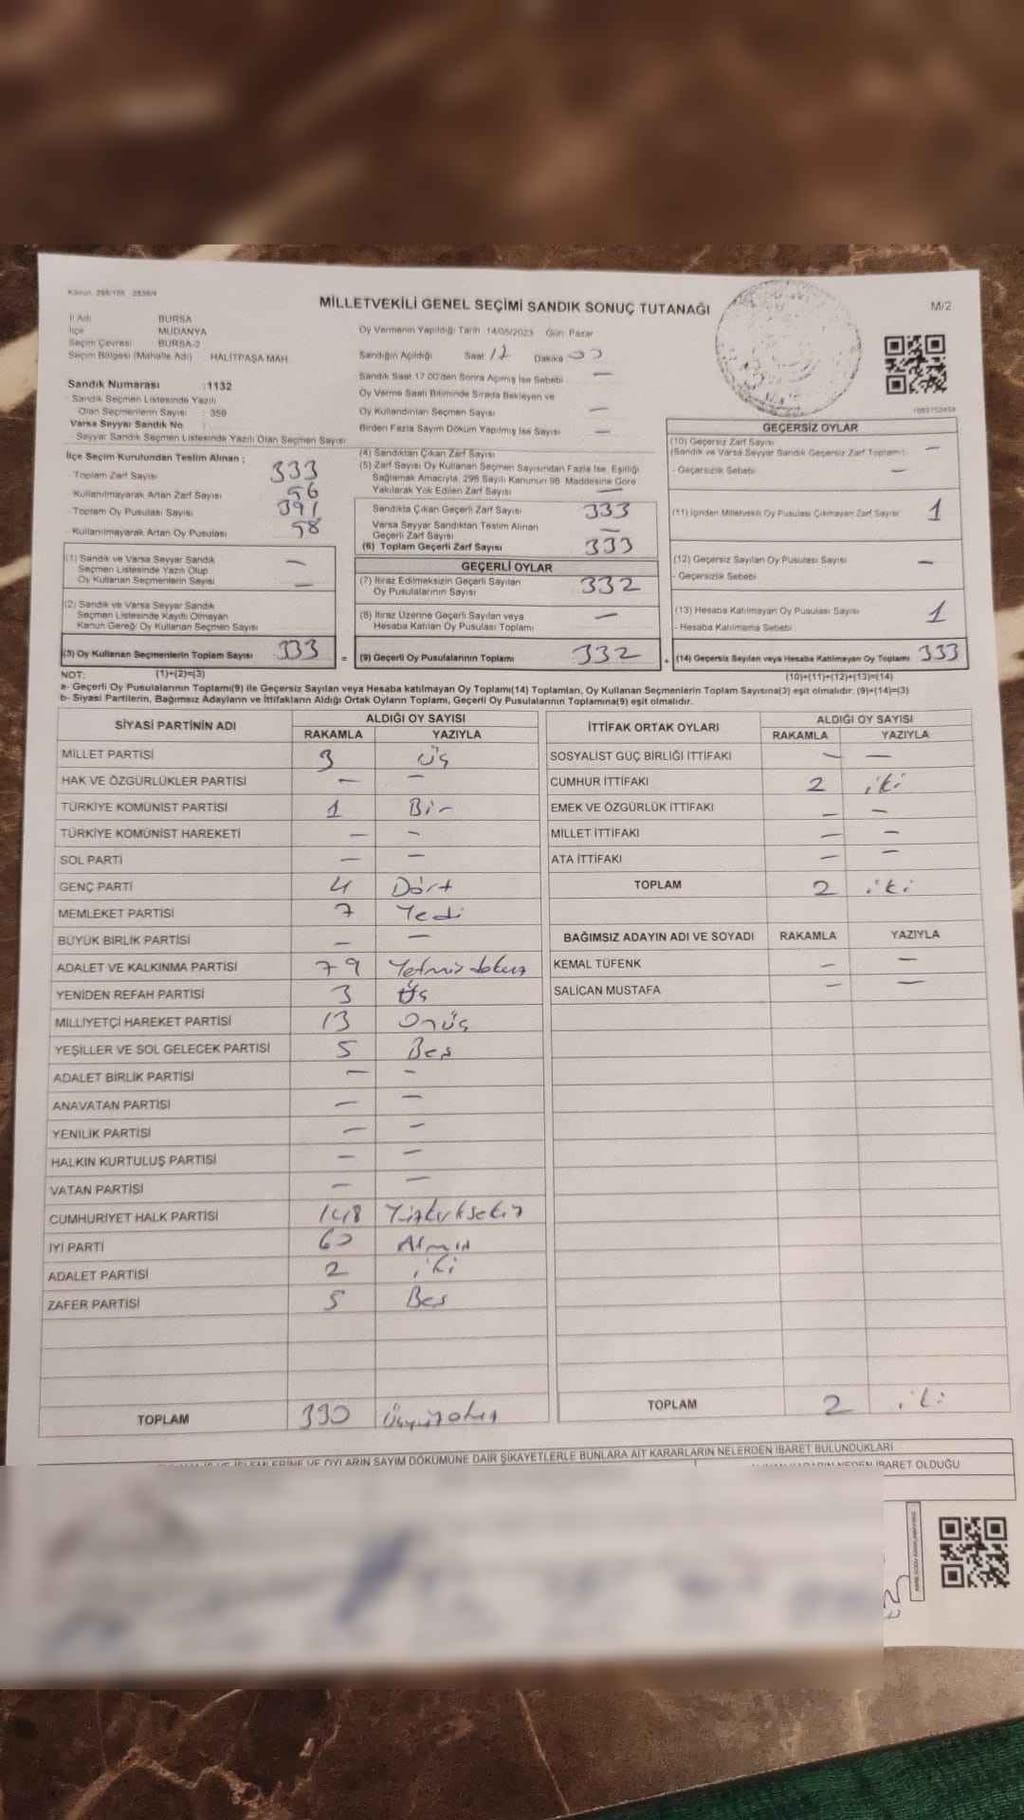 Kanun: 298/105 - 2839/4
MİLLETVEKİLİ GENEL SEÇİMİ SANDIK SONUÇ TUTANAĞI
M/2
İl Adı BURSA
İlçe MUDANYA
Seçim Çevresi BURSA-2
Seçim Bölgesi (Mahalle Adı) HALİTPAŞA MAH.
Sandık Numarası : 1132
Sandık Seçmen Listesinde Yazılı
Olan Seçmenlerin Sayısı : 359
Varsa Seyyar Sandık No
Seyyar Sandık Seçmen Listesinde Yazılı Olan Seçmen Sayısı
İlçe Seçim Kurulundan Teslim Alınan ;
Toplam Zarf Sayısı 333
Kullanılmayarak Artan Zarf Sayısı 56
Toplam Oy Pusulası Sayısı 391
Kullanılmayarak Artan Oy Pusulası 58
(1) Sandık ve Varsa Seyyar Sandık
Seçmen Listesinde Yazılı Olup
Oy Kullanan Seçmenlerin Sayısı —
(2) Sandık ve Varsa Seyyar Sandık
Seçmen Listesinde Kayıtlı Olmayan
Kanun Gereği Oy Kullanan Seçmen Sayısı
(3) Oy Kullanan Seçmenlerin Toplam Sayısı 333
Oy Vermenin Yapıldığı Tarih 14/05/2023 Gün: Pazar
Sandığın Açıldığı Saat 17 Dakika 00
Sandık Saat 17.00'den Sonra Açılmış İse Sebebi —
Oy Verme Saati Bitiminde Sırada Bekleyen ve
Oy Kullandırılan Seçmen Sayısı —
Birden Fazla Sayım Döküm Yapılmış İse Sayısı —
(4) Sandıktan Çıkan Zarf Sayısı
(5) Zarf Sayısı Oy Kullanan Seçmen Sayısından Fazla İse, Eşitliği
Sağlamak Amacıyla, 298 Sayılı Kanunun 98. Maddesine Göre
Yakılarak Yok Edilen Zarf Sayısı —
Sandıkta Çıkan Geçerli Zarf Sayısı 333
Varsa Seyyar Sandıktan Teslim Alınan
Geçerli Zarf Sayısı —
(6) Toplam Geçerli Zarf Sayısı 333
GEÇERLİ OYLAR
(7) İtiraz Edilmeksizin Geçerli Sayılan
Oy Pusulalarının Sayısı 332
(8) İtiraz Üzerine Geçerli Sayılan veya
Hesaba Katılan Oy Pusulası Toplamı —
= (9) Geçerli Oy Pusulalarının Toplamı 332
GEÇERSİZ OYLAR
(10) Geçersiz Zarf Sayısı
(Sandık ve Varsa Seyyar Sandık Geçersiz Zarf Toplamı) —
- Geçersizlik Sebebi —
(11) İçinden Milletvekili Oy Pusulası Çıkmayan Zarf Sayısı 1
(12) Geçersiz Sayılan Oy Pusulası Sayısı —
- Geçersizlik Sebebi
(13) Hesaba Katılmayan Oy Pusulası Sayısı 1
- Hesaba Katılmama Sebebi
+ (14) Geçersiz Sayılan veya Hesaba Katılmayan Oy Toplamı 333
NOT: (1)+(2)=(3) (10)+(11)+(12)+(13)=(14)
a- Geçerli Oy Pusulalarının Toplamı(9) ile Geçersiz Sayılan veya Hesaba katılmayan Oy Toplamı(14) Toplamları, Oy Kullanan Seçmenlerin Toplam Sayısına(3) eşit olmalıdır. (9)+(14)=(3)
b- Siyasi Partilerin, Bağımsız Adayların ve İttifakların Aldığı Ortak Oyların Toplamı, Geçerli Oy Pusulalarının Toplamına(9) eşit olmalıdır.
SİYASİ PARTİNİN ADI ALDIĞI OY SAYISI
RAKAMLA YAZIYLA
MİLLET PARTİSİ 3 üç
HAK VE ÖZGÜRLÜKLER PARTİSİ — —
TÜRKİYE KOMÜNİST PARTİSİ 1 Bir
TÜRKİYE KOMÜNİST HAREKETİ — —
SOL PARTİ — —
GENÇ PARTİ 4 Dört
MEMLEKET PARTİSİ 7 Yedi
BÜYÜK BİRLİK PARTİSİ — —
ADALET VE KALKINMA PARTİSİ 79 Yetmiş dokuz
YENİDEN REFAH PARTİSİ 3 Üç
MİLLİYETÇİ HAREKET PARTİSİ 13 Onüç
YEŞİLLER VE SOL GELECEK PARTİSİ 5 Beş
ADALET BİRLİK PARTİSİ — —
ANAVATAN PARTİSİ — —
YENİLİK PARTİSİ — —
HALKIN KURTULUŞ PARTİSİ — —
VATAN PARTİSİ — —
CUMHURİYET HALK PARTİSİ 148 Yüzkırksekiz
İYİ PARTİ 60 Atmış
ADALET PARTİSİ 2 iki
ZAFER PARTİSİ 5 Beş
TOPLAM 330 Üçyüzotuz
İTTİFAK ORTAK OYLARI ALDIĞI OY SAYISI
RAKAMLA YAZIYLA
SOSYALİST GÜÇ BİRLİĞİ İTTİFAKI — —
CUMHUR İTTİFAKI 2 iki
EMEK VE ÖZGÜRLÜK İTTİFAKI — —
MİLLET İTTİFAKI — —
ATA İTTİFAKI — —
TOPLAM 2 iki
BAĞIMSIZ ADAYIN ADI VE SOYADI RAKAMLA YAZIYLA
KEMAL TÜFENK — —
SALİCAN MUSTAFA — —
TOPLAM 2 iki
OYLARIN SAYIM DÖKÜMÜNE DAİR ŞİKAYETLERLE BUNLARA AİT KARARLARIN NELERDEN İBARET BULUNDUKLARI
KARARIN NEDEN İBARET OLDUĞU